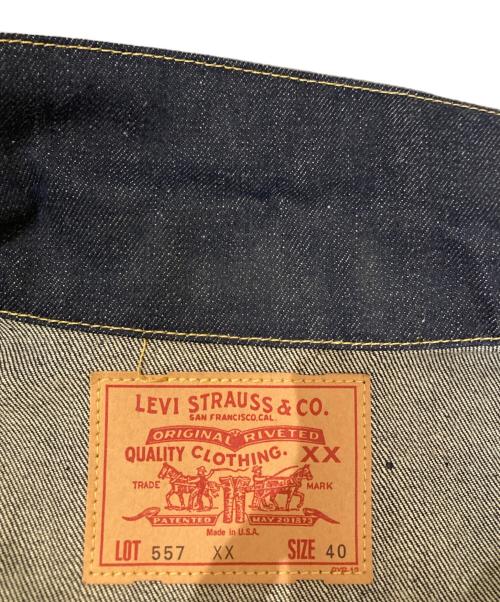 LEVI STRAUSS & CO.
SAN FRANCISCO, CAL.
ORIGINAL RIVETED
QUALITY CLOTHING. XX
TRADE MARK
PATENTED MAY 20 1873
Made in U.S.A.
LOT 557 XX SIZE 40